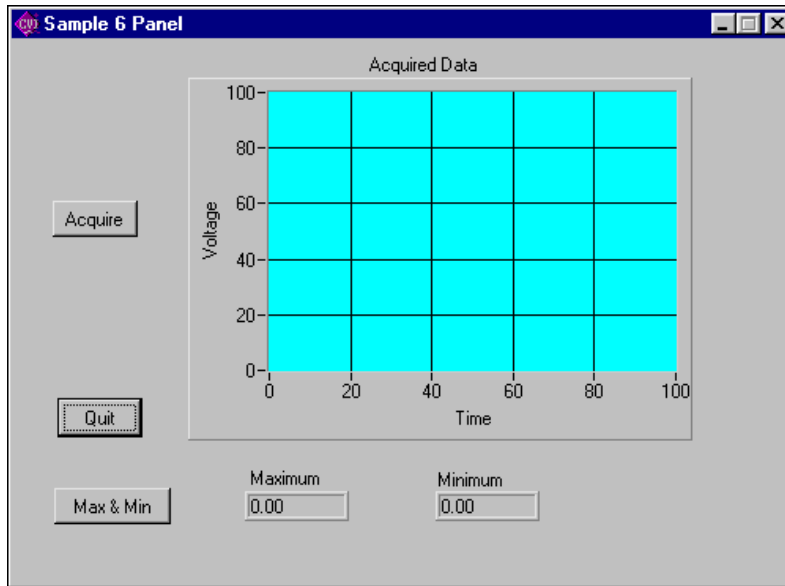 CVI Sample 6 Panel
Acquired Data
100
80
60
40
20
0
Voltage
0 20 40 60 80 100
Time
Acquire
Quit
Max & Min
Maximum
0.00
Minimum
0.00